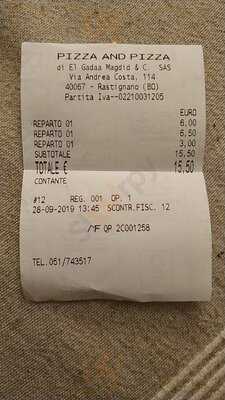 PIZZA AND PIZZA
di El Gadaa Magdid & C. SAS
Via Andrea Costa, 114
40067 - Rastignano (BO)
Partita Iva--02210031205
EURO
REPARTO 01 6,00
REPARTO 01 6,50
REPARTO 01 3,00
SUBTOTALE 15,50
TOTALE € 15,50
CONTANTE
#12 REG. 001 OP. 1
28-09-2019 13:45 SCONTR.FISC. 12
MF QP 2C001258
TEL.051/743517